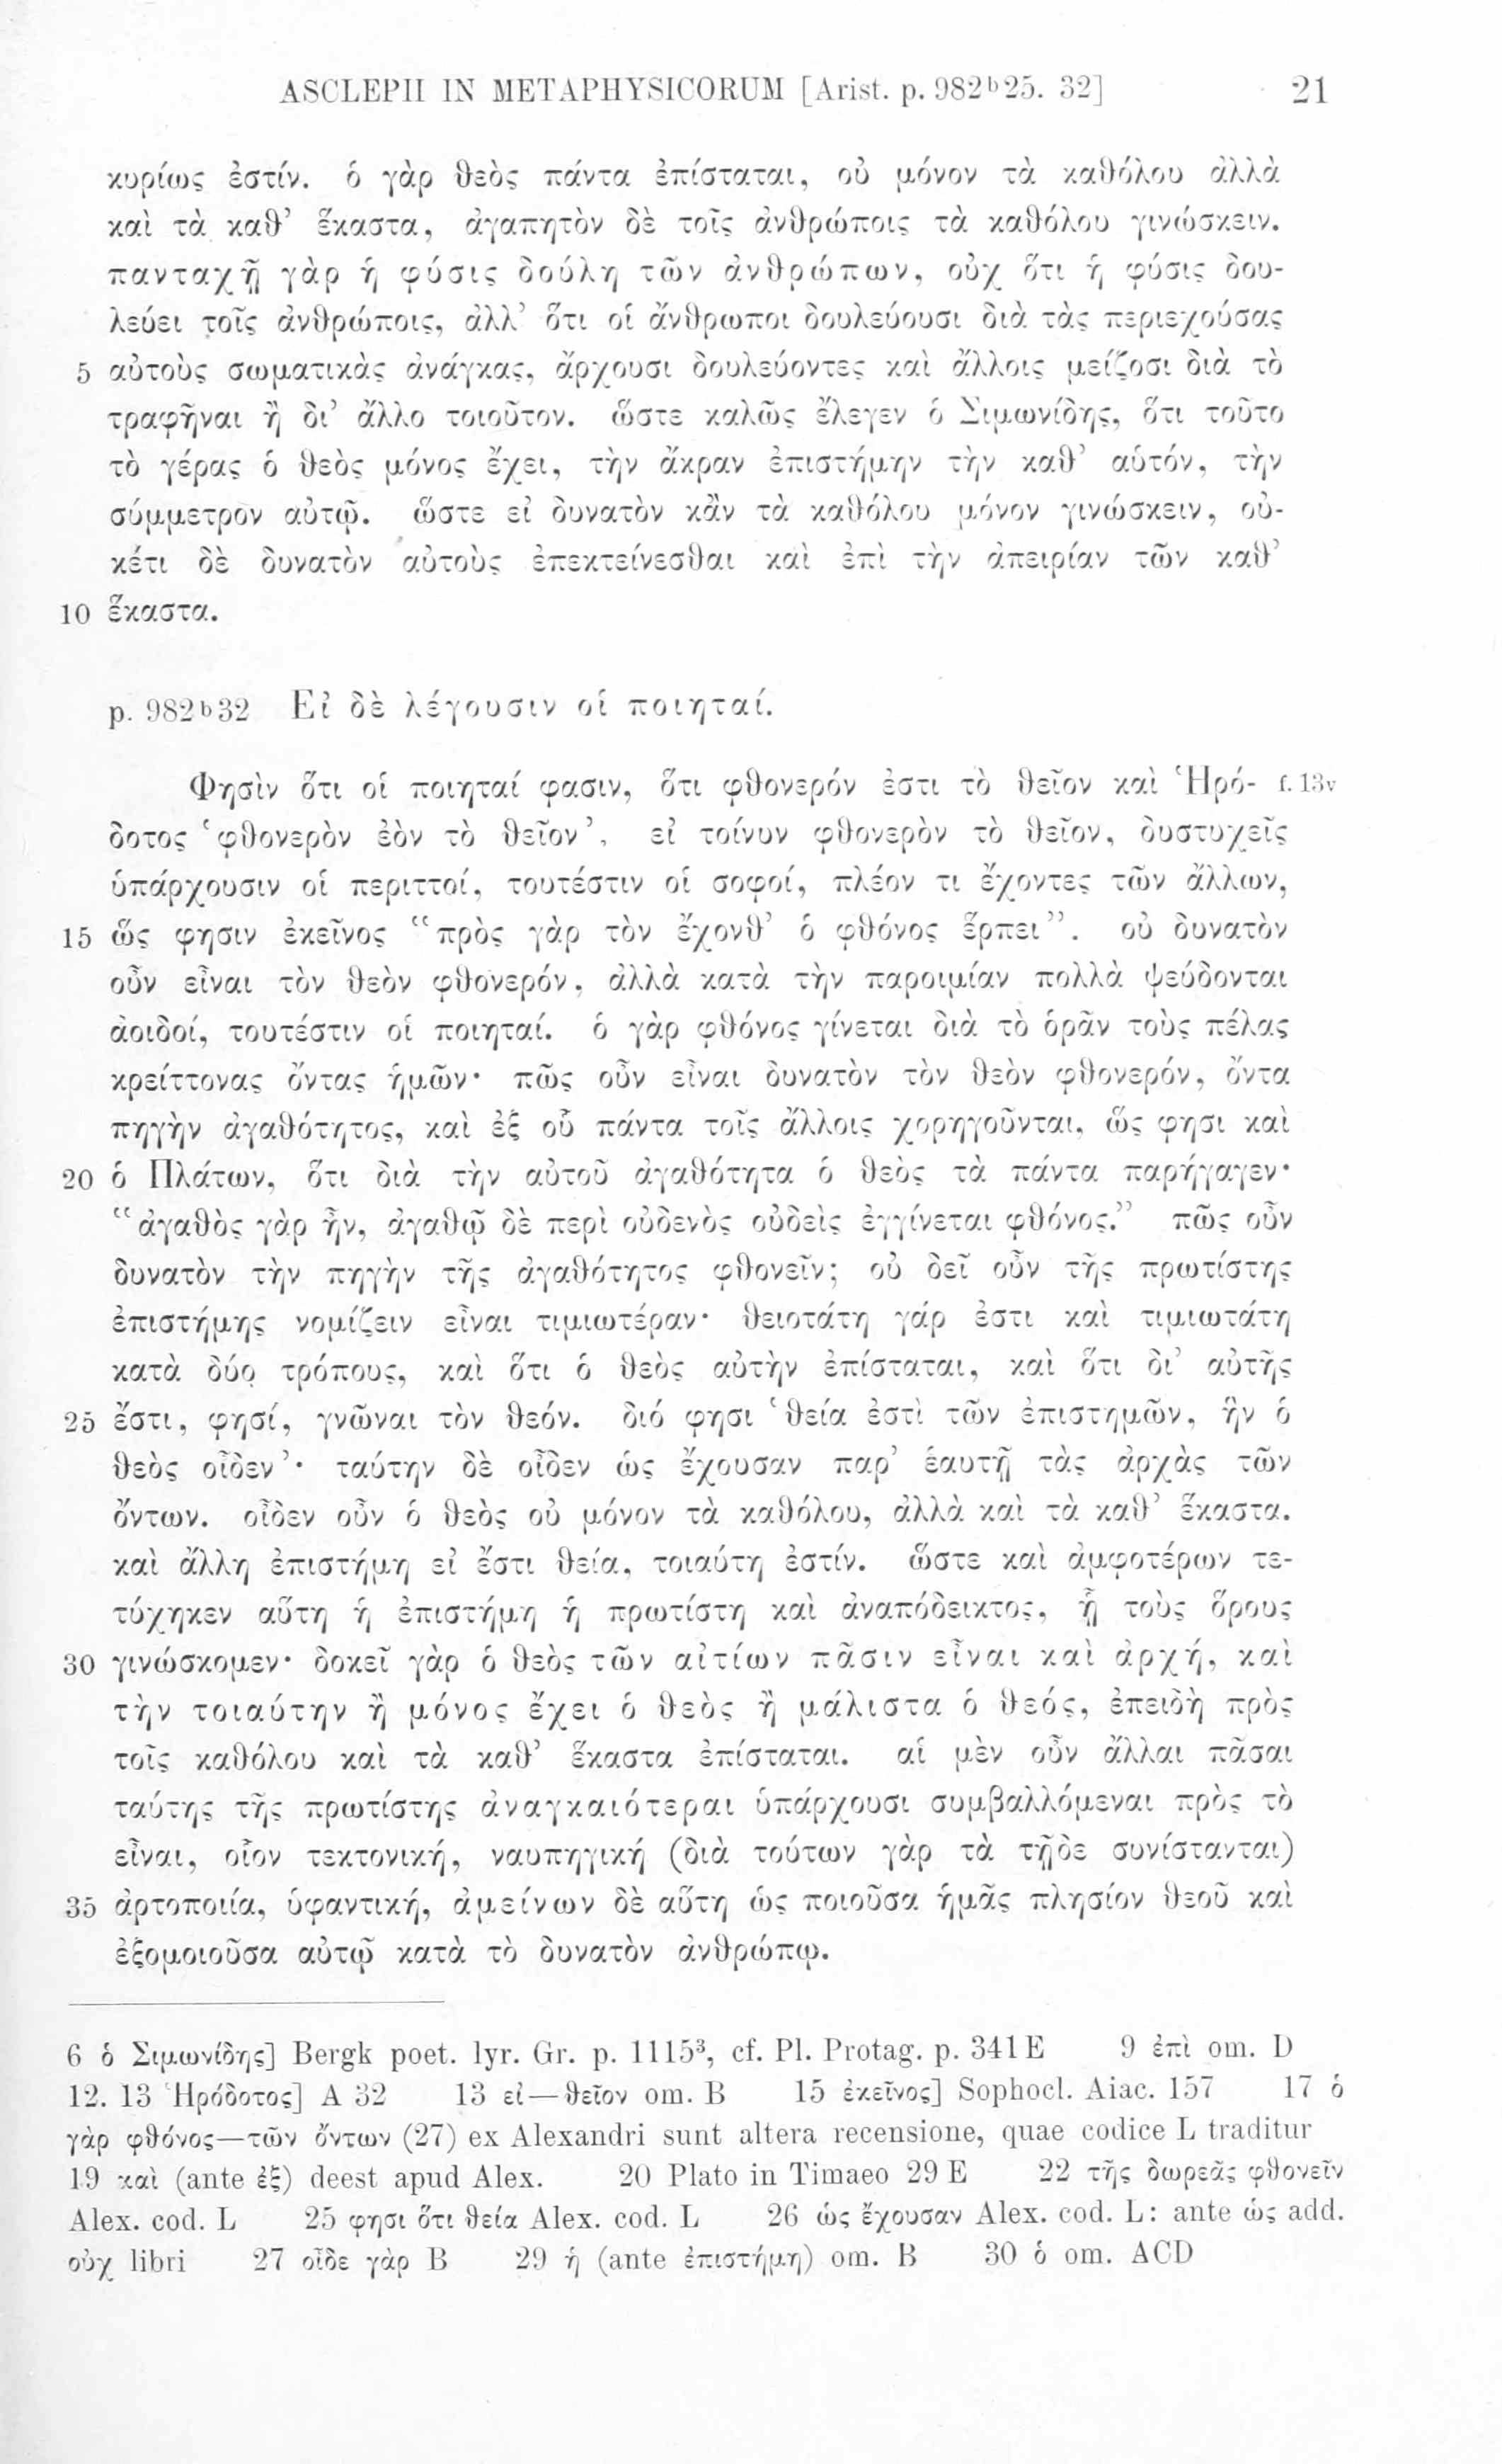 ASCLEPII IN METAPHYSICORUM [Arist. p. 982ᵇ25. 32] 21
κυρίως ἐστίν. ὁ γὰρ θεὸς πάντα ἐπίσταται, οὐ μόνον τὰ καθόλου ἀλλὰ
καὶ τὰ καθ’ ἕκαστα, ἀγαπητὸν δὲ τοῖς ἀνθρώποις τὰ καθόλου γινώσκειν.
πανταχῇ γὰρ ἡ φύσις δούλη τῶν ἀνθρώπων, οὐχ ὅτι ἡ φύσις δου-
λεύει τοῖς ἀνθρώποις, ἀλλ’ ὅτι οἱ ἄνθρωποι δουλεύουσι διὰ τὰς περιεχούσας
5 αὐτοὺς σωματικὰς ἀνάγκας, ἄρχουσι δουλεύοντες καὶ ἄλλοις μείζοσι διὰ τὸ
τραφῆναι ἢ δι’ ἄλλο τοιοῦτον. ὥστε καλῶς ἔλεγεν ὁ Σιμωνίδης, ὅτι τοῦτο
τὸ γέρας ὁ θεὸς μόνος ἔχει, τὴν ἄκραν ἐπιστήμην τὴν καθ’ αὑτόν, τὴν
σύμμετρον αὐτῷ. ὥστε εἰ δυνατὸν κἂν τὰ καθόλου μόνον γινώσκειν, οὐ-
κέτι δὲ δυνατὸν αὐτοὺς ἐπεκτείνεσθαι καὶ ἐπὶ τὴν ἀπειρίαν τῶν καθ’
10 ἕκαστα.
p. 982ᵇ32 Εἰ δὲ λέγουσιν οἱ ποιηταί.
Φησὶν ὅτι οἱ ποιηταί φασιν, ὅτι φθονερόν ἐστι τὸ θεῖον καὶ Ἡρό- f. 13v
δοτος ‘φθονερὸν ἐὸν τὸ θεῖον’, εἰ τοίνυν φθονερὸν τὸ θεῖον, δυστυχεῖς
ὑπάρχουσιν οἱ περιττοί, τουτέστιν οἱ σοφοί, πλέον τι ἔχοντες τῶν ἄλλων,
15 ὥς φησιν ἐκεῖνος “πρὸς γὰρ τὸν ἔχονθ’ ὁ φθόνος ἕρπει”. οὐ δυνατὸν
οὖν εἶναι τὸν θεὸν φθονερόν, ἀλλὰ κατὰ τὴν παροιμίαν πολλὰ ψεύδονται
ἀοιδοί, τουτέστιν οἱ ποιηταί. ὁ γὰρ φθόνος γίνεται διὰ τὸ ὁρᾶν τοὺς πέλας
κρείττονας ὄντας ἡμῶν· πῶς οὖν εἶναι δυνατὸν τὸν θεὸν φθονερόν, ὄντα
πηγὴν ἀγαθότητος, καὶ ἐξ οὗ πάντα τοῖς ἄλλοις χορηγοῦνται, ὥς φησι καὶ
20 ὁ Πλάτων, ὅτι διὰ τὴν αὐτοῦ ἀγαθότητα ὁ θεὸς τὰ πάντα παρήγαγεν·
“ἀγαθὸς γὰρ ἦν, ἀγαθῷ δὲ περὶ οὐδενὸς οὐδεὶς ἐγγίνεται φθόνος.” πῶς οὖν
δυνατὸν τὴν πηγὴν τῆς ἀγαθότητος φθονεῖν; οὐ δεῖ οὖν τῆς πρωτίστης
ἐπιστήμης νομίζειν εἶναι τιμιωτέραν· θειοτάτη γάρ ἐστι καὶ τιμιωτάτη
κατὰ δύο τρόπους, καὶ ὅτι ὁ θεὸς αὐτὴν ἐπίσταται, καὶ ὅτι δι’ αὐτῆς
25 ἔστι, φησί, γνῶναι τὸν θεόν. διό φησι ‘θεία ἐστὶ τῶν ἐπιστημῶν, ἣν ὁ
θεὸς οἶδεν’· ταύτην δὲ οἶδεν ὡς ἔχουσαν παρ’ ἑαυτῇ τὰς ἀρχὰς τῶν
ὄντων. οἶδεν οὖν ὁ θεὸς οὐ μόνον τὰ καθόλου, ἀλλὰ καὶ τὰ καθ’ ἕκαστα.
καὶ ἄλλη ἐπιστήμη εἰ ἔστι θεία, τοιαύτη ἐστίν. ὥστε καὶ ἀμφοτέρων τε-
τύχηκεν αὕτη ἡ ἐπιστήμη ἡ πρωτίστη καὶ ἀναπόδεικτος, ᾗ τοὺς ὅρους
30 γινώσκομεν· δοκεῖ γὰρ ὁ θεὸς τῶν αἰτίων πᾶσιν εἶναι καὶ ἀρχή, καὶ
τὴν τοιαύτην ἢ μόνος ἔχει ὁ θεὸς ἢ μάλιστα ὁ θεός, ἐπειδὴ πρὸς
τοῖς καθόλου καὶ τὰ καθ’ ἕκαστα ἐπίσταται. αἱ μὲν οὖν ἄλλαι πᾶσαι
ταύτης τῆς πρωτίστης ἀναγκαιότεραι ὑπάρχουσι συμβαλλόμεναι πρὸς τὸ
εἶναι, οἷον τεκτονική, ναυπηγική (διὰ τούτων γὰρ τὰ τῇδε συνίστανται)
35 ἀρτοποιία, ὑφαντική, ἀμείνων δὲ αὕτη ὡς ποιοῦσα ἡμᾶς πλησίον θεοῦ καὶ
ἐξομοιοῦσα αὐτῷ κατὰ τὸ δυνατὸν ἀνθρώπῳ.
6 ὁ Σιμωνίδης] Bergk poet. lyr. Gr. p. 1115³, cf. Pl. Protag. p. 341 E 9 ἐπὶ om. D
12. 13 Ἡρόδοτος] A 32 13 εἰ—θεῖον om. B 15 ἐκεῖνος] Sophocl. Aiac. 157 17 ὁ
γὰρ φθόνος—τῶν ὄντων (27) ex Alexandri sunt altera recensione, quae codice L traditur
19 καὶ (ante ἐξ) deest apud Alex. 20 Plato in Timaeo 29 E 22 τῆς δωρεᾶς φθονεῖν
Alex. cod. L 25 φησι ὅτι θεία Alex. cod. L 26 ὡς ἔχουσαν Alex. cod. L: ante ὡς add.
οὐχ libri 27 οἶδε γὰρ B 29 ἡ (ante ἐπιστήμη) om. B 30 ὁ om. ACD